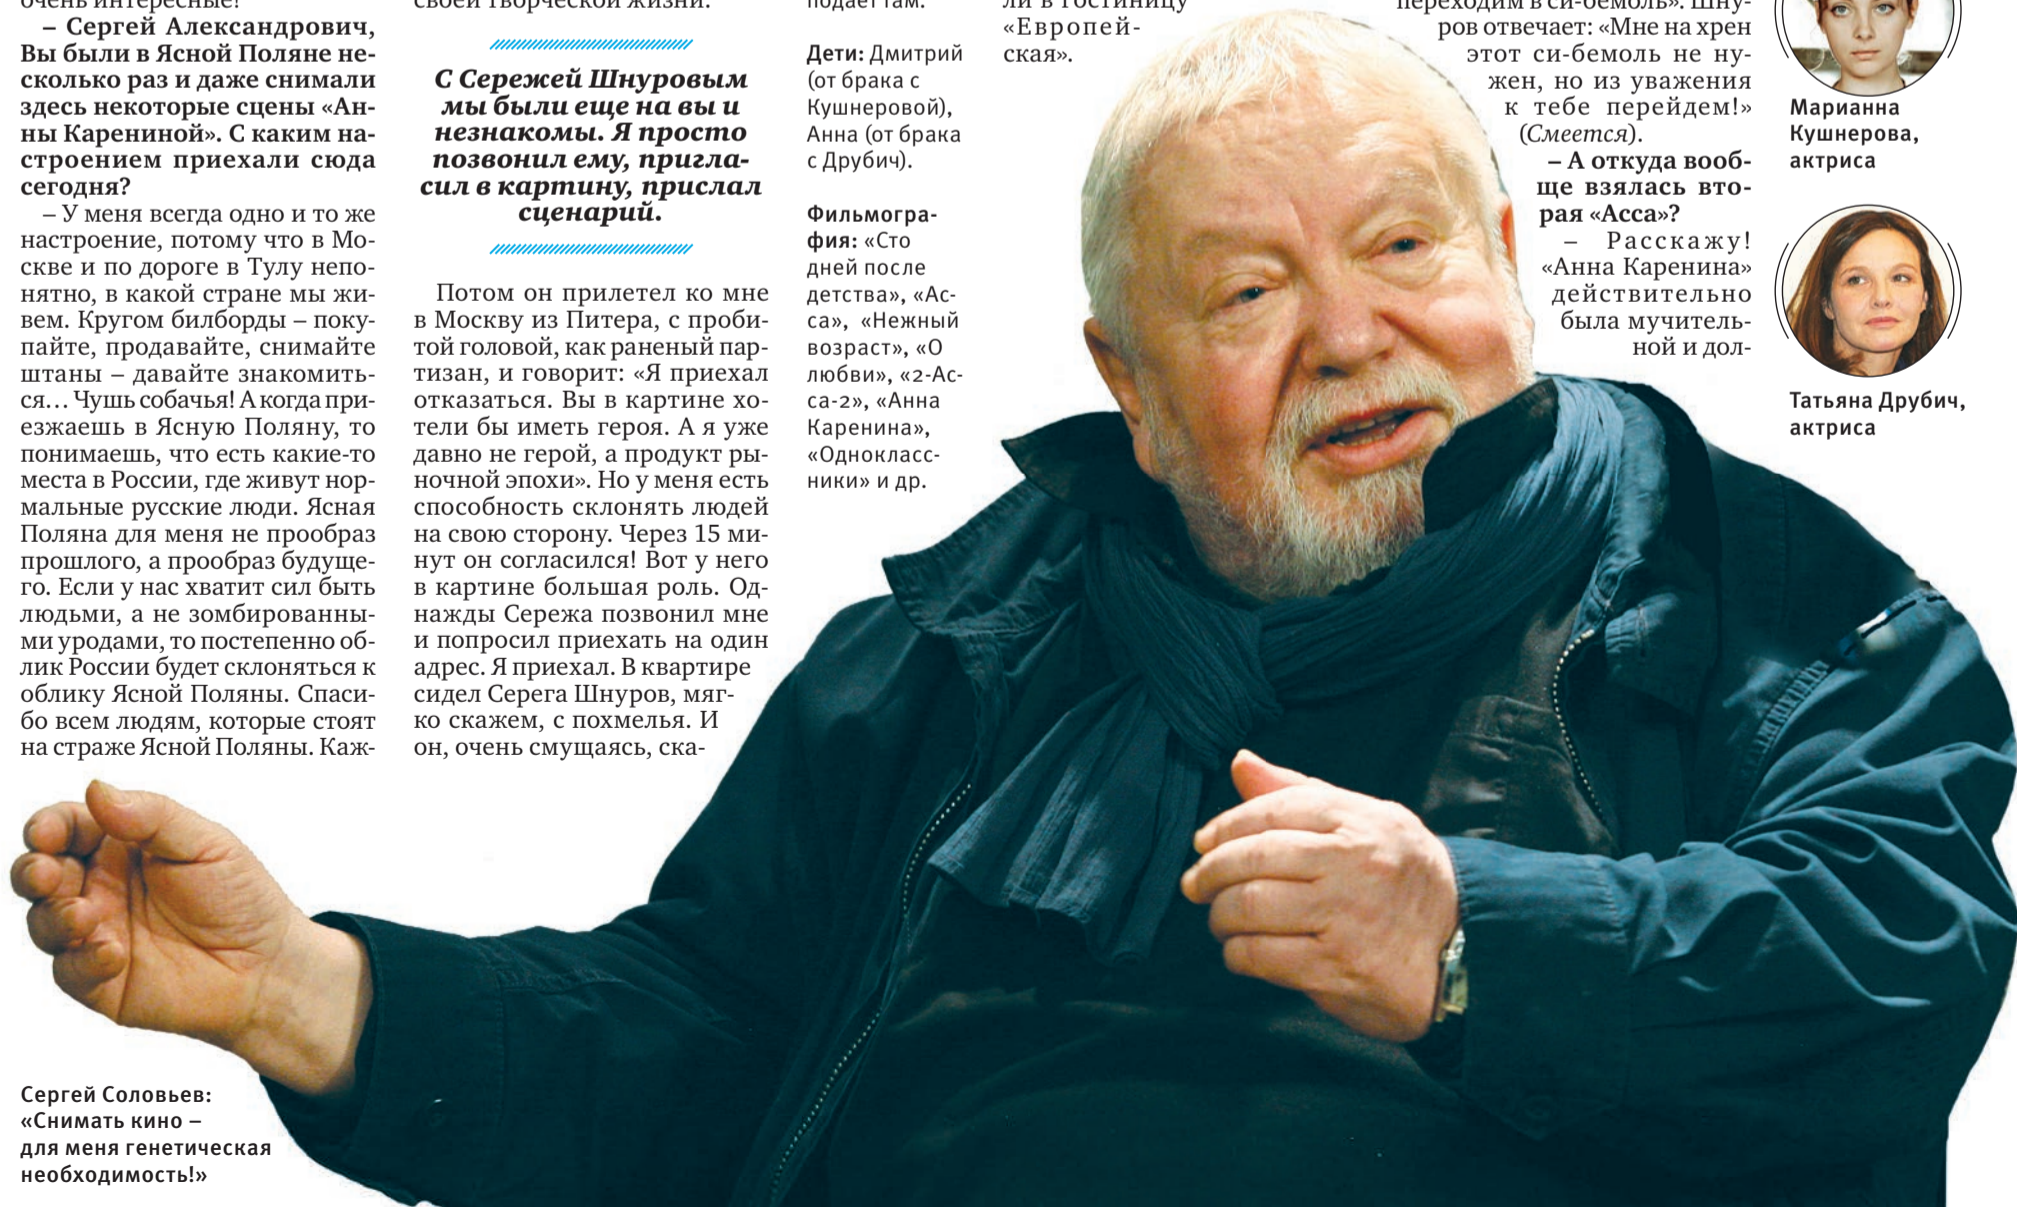 очень интересные!
– Сергей Александрович,
Вы были в Ясной Поляне не-
сколько раз и даже снимали
здесь некоторые сцены «Ан-
ны Карениной». С каким на-
строением приехали сюда
сегодня?
– У меня всегда одно и то же
настроение, потому что в Мо-
скве и по дороге в Тулу непо-
нятно, в какой стране мы жи-
вем. Кругом билборды – поку-
пайте, продавайте, снимайте
штаны – давайте знакомить-
ся... Чушь собачья! А когда при-
езжаешь в Ясную Поляну, то
понимаешь, что есть какие-то
места в России, где живут нор-
мальные русские люди. Ясная
Поляна для меня не прообраз
прошлого, а прообраз будуще-
го. Если у нас хватит сил быть
людьми, а не зомбированны-
ми уродами, то постепенно об-
лик России будет склоняться к
облику Ясной Поляны. Спаси-
бо всем людям, которые стоят
на страже Ясной Поляны. Каж-
своей творческой жизни.
С Сережей Шнуровым
мы были еще на вы и
незнакомы. Я просто
позвонил ему, пригла-
сил в картину, прислал
сценарий.
Потом он прилетел ко мне
в Москву из Питера, с проби-
той головой, как раненый пар-
тизан, и говорит: «Я приехал
отказаться. Вы в картине хо-
тели бы иметь героя. А я уже
давно не герой, а продукт ры-
ночной эпохи». Но у меня есть
способность склонять людей
на свою сторону. Через 15 ми-
нут он согласился! Вот у него
в картине большая роль. Од-
нажды Сережа позвонил мне
и попросил приехать на один
адрес. Я приехал. В квартире
сидел Серега Шнуров, мяг-
ко скажем, с похмелья. И
он, очень смущаясь, ска-
подает там.
Дети: Дмитрий
(от брака с
Кушнеровой),
Анна (от брака
с Друбич).
Фильмогра-
фия: «Сто
дней после
детства», «Ас-
са», «Нежный
возраст», «О
любви», «2-Ас-
са-2», «Анна
Каренина»,
«Однокласс-
ники» и др.
ли в гостиницу
«Европей-
ская».
переходим в си-бемоль». Шну-
ров отвечает: «Мне на хрен
этот си-бемоль не ну-
жен, но из уважения
к тебе перейдем!»
(Смеется).
– А откуда вооб-
ще взялась вто-
рая «Асса»?
– Расскажу!
«Анна Каренина»
действительно
была мучитель-
ной и дол-
Марианна
Кушнерова,
актриса
Татьяна Друбич,
актриса
Сергей Соловьев:
«Снимать кино –
для меня генетическая
необходимость!»